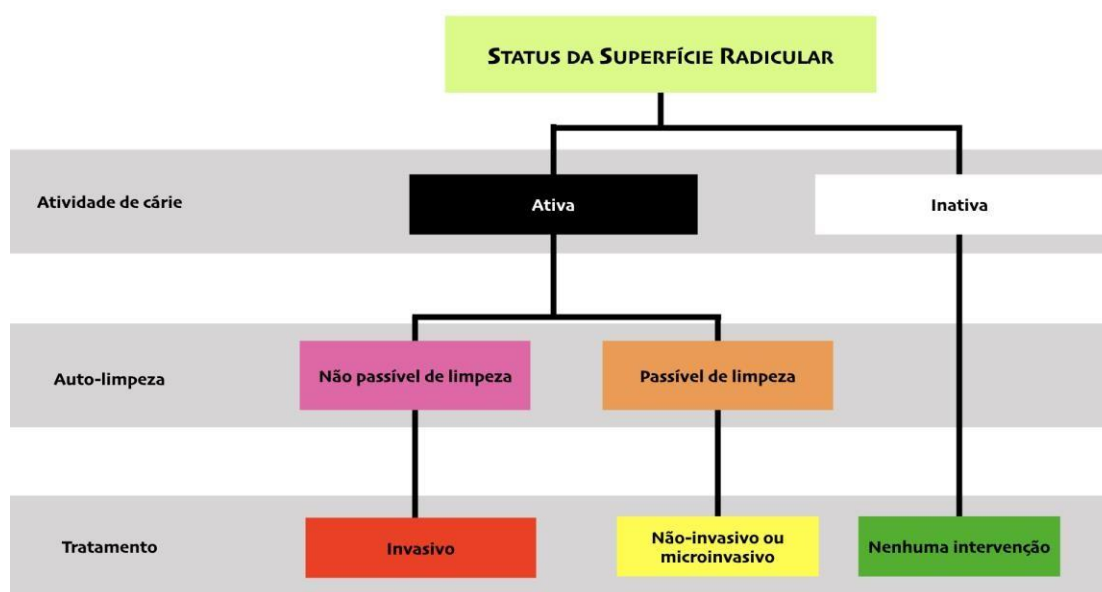 STATUS DA SUPERFÍCIE RADICULAR
Atividade de cárie
Ativa
Inativa
Auto-limpeza
Não passível de limpeza
Passível de limpeza
Tratamento
Invasivo
Não-invasivo ou
microinvasivo
Nenhuma intervenção